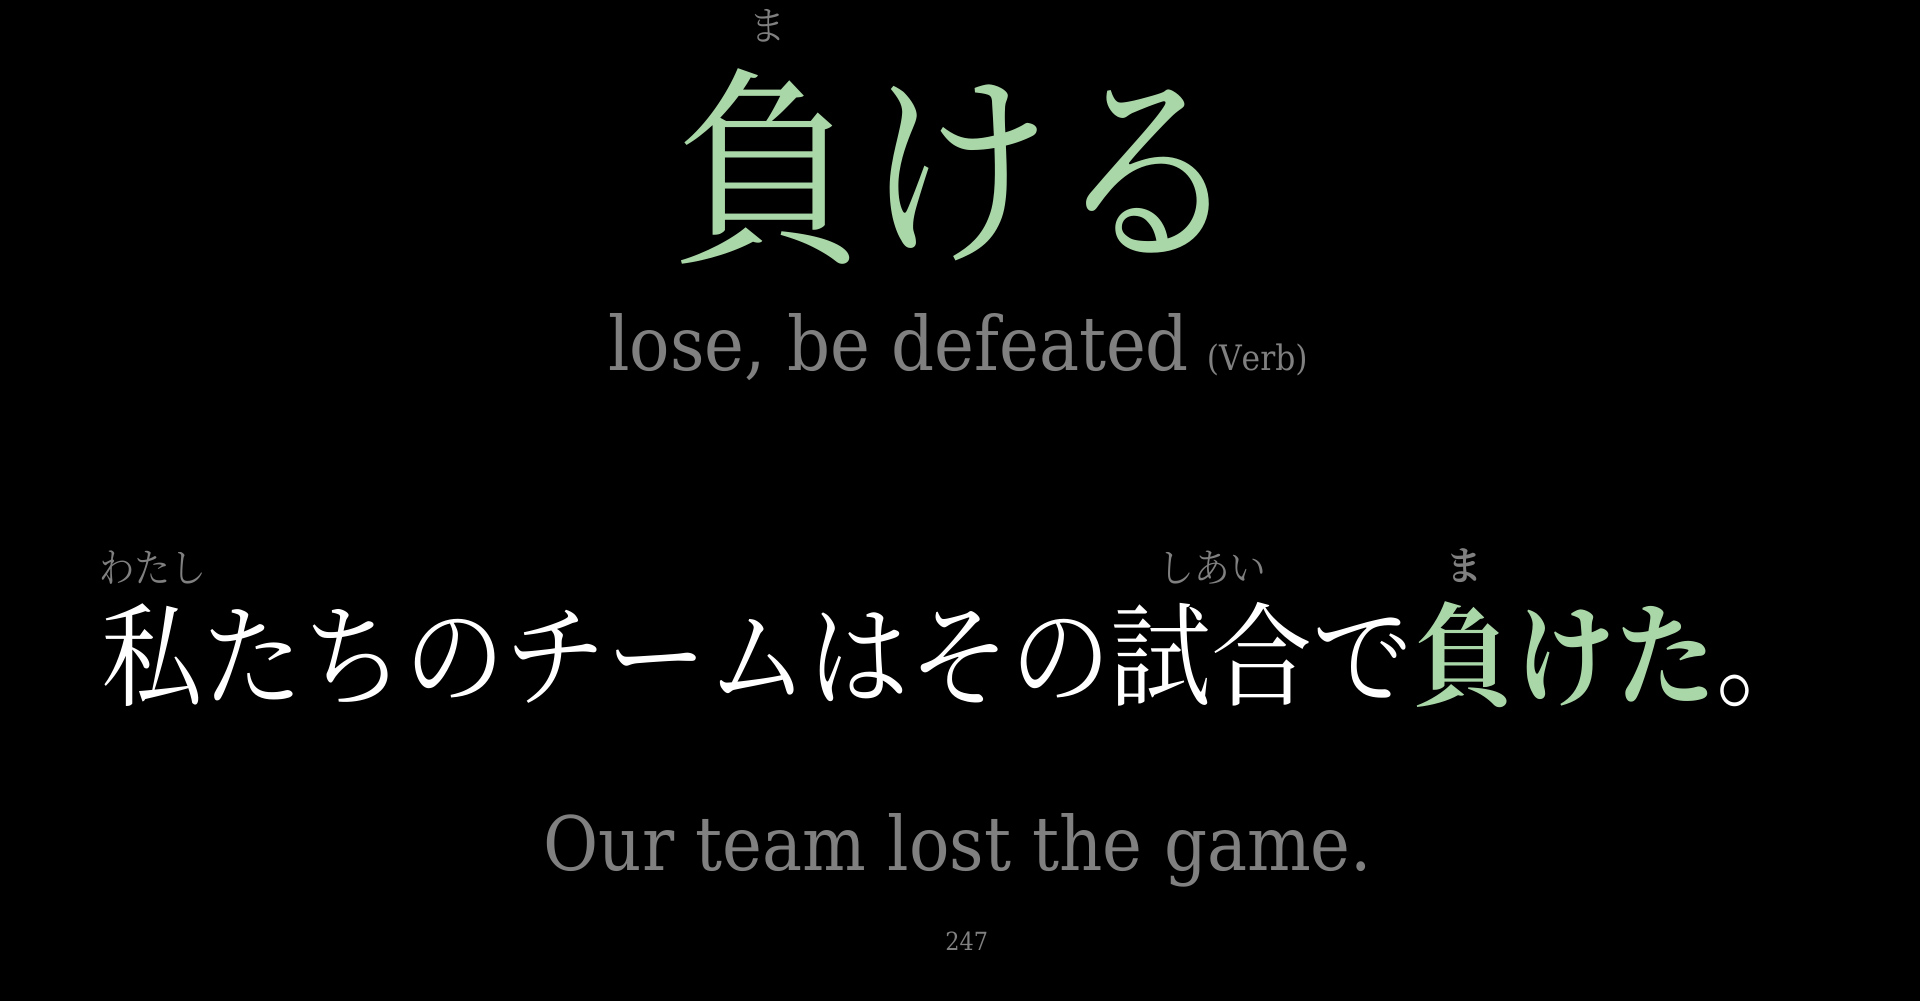 ま
負ける
lose, be defeated (Verb)
わたし しあい ま
私たちのチームはその試合で負けた。
Our team lost the game.
247